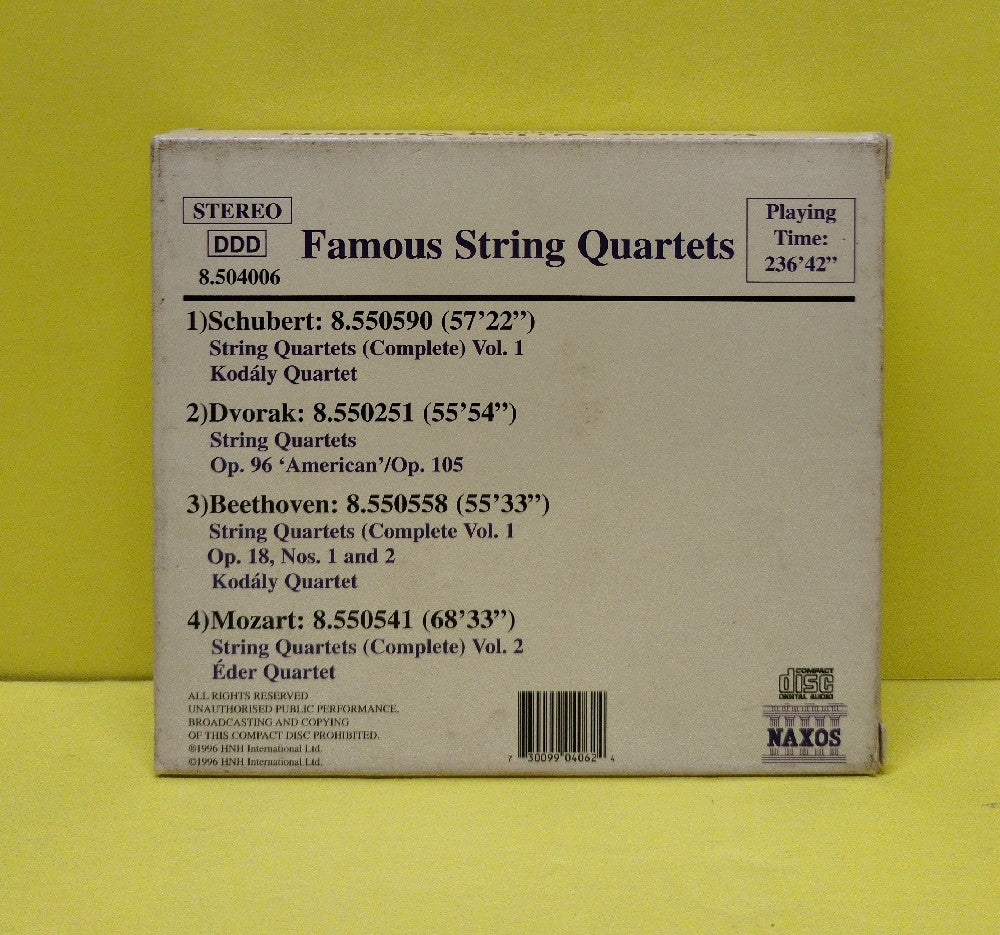 STEREO
DDD
8.504006
Famous String Quartets
Playing
Time:
236’42”
1)Schubert: 8.550590 (57’22”)
String Quartets (Complete) Vol. 1
Kodály Quartet
2)Dvorak: 8.550251 (55’54”)
String Quartets
Op. 96 ‘American’/Op. 105
3)Beethoven: 8.550558 (55’33”)
String Quartets (Complete Vol. 1
Op. 18, Nos. 1 and 2
Kodály Quartet
4)Mozart: 8.550541 (68’33”)
String Quartets (Complete) Vol. 2
Éder Quartet
ALL RIGHTS RESERVED
UNAUTHORISED PUBLIC PERFORMANCE,
BROADCASTING AND COPYING
OF THIS COMPACT DISC PROHIBITED.
℗1996 HNH International Ltd.
©1996 HNH International Ltd.
7 30099 04062 4
COMPACT
disc
DIGITAL AUDIO
NAXOS